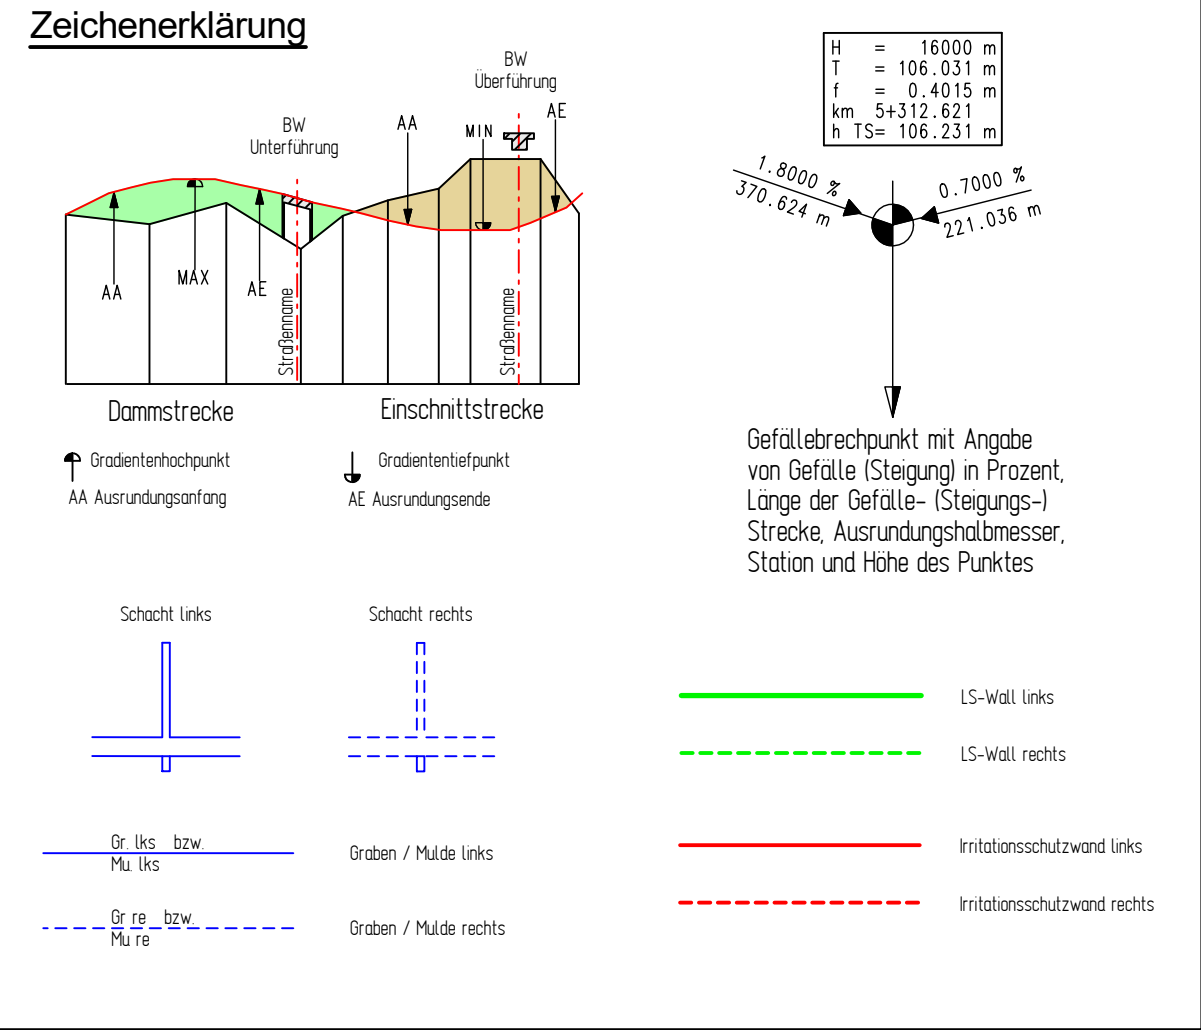 Zeichenerklärung
BW
Unterführung
BW
Überführung
AA
MIN
AE
AA
MAX
AE
Straßenname
Straßenname
Dammstrecke
Einschnittstrecke
Gradientenhochpunkt
Gradiententiefpunkt
AA Ausrundungsanfang
AE Ausrundungsende
H = 16000 m
T = 106.031 m
f = 0.4015 m
km 5+312.621
h TS= 106.231 m
1.8000 %
370.624 m
0.7000 %
221.036 m
Gefällebrechpunkt mit Angabe
von Gefälle (Steigung) in Prozent,
Länge der Gefälle- (Steigungs-)
Strecke, Ausrundungshalbmesser,
Station und Höhe des Punktes
Schacht links
Schacht rechts
Gr. lks bzw.
Mu. lks
Graben / Mulde links
Gr re bzw.
Mu re
Graben / Mulde rechts
LS-Wall links
LS-Wall rechts
Irritationsschutzwand links
Irritationsschutzwand rechts